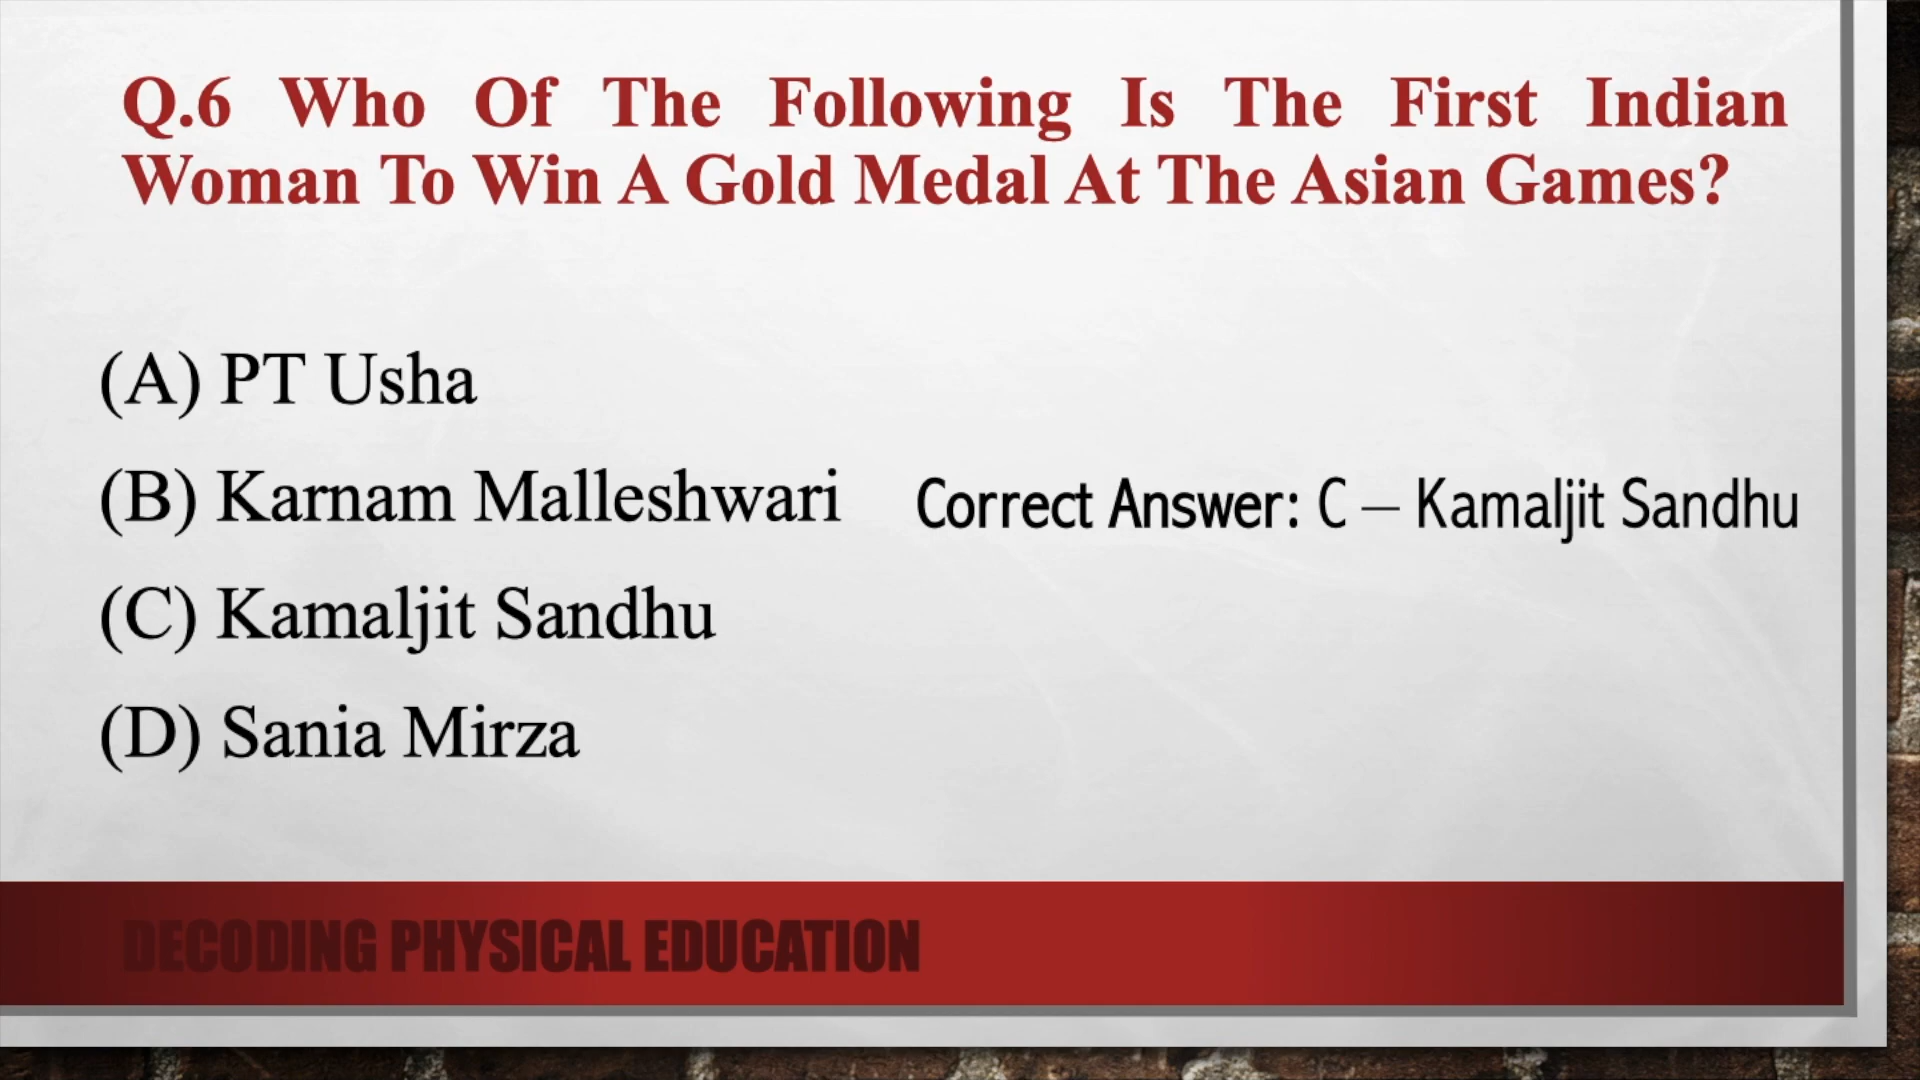 Q.6 Who Of The Following Is The First Indian
Woman To Win A Gold Medal At The Asian Games?
(A) PT Usha
(B) Karnam Malleshwari
Correct Answer: C – Kamaljit Sandhu
(C) Kamaljit Sandhu
(D) Sania Mirza
DECODING PHYSICAL EDUCATION